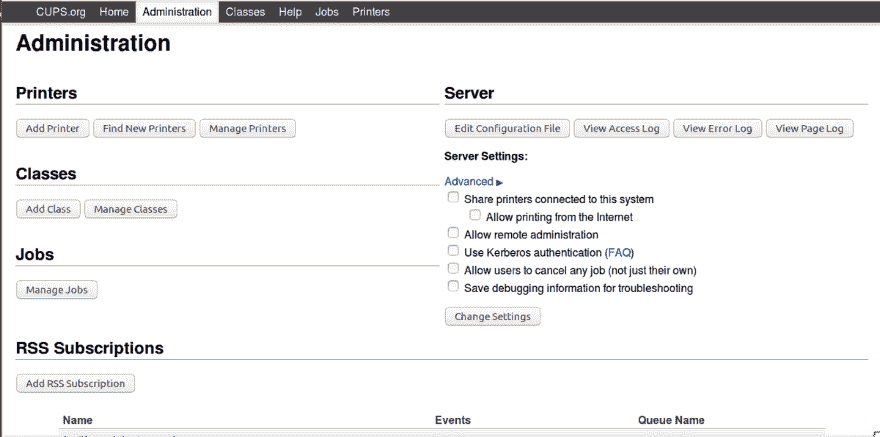 CUPS.org Home Administration Classes Help Jobs Printers
Administration
Printers
Add Printer Find New Printers Manage Printers
Classes
Add Class Manage Classes
Jobs
Manage Jobs
Server
Edit Configuration File View Access Log View Error Log View Page Log
Server Settings:
Advanced ▶
Share printers connected to this system
Allow printing from the Internet
Allow remote administration
Use Kerberos authentication (FAQ)
Allow users to cancel any job (not just their own)
Save debugging information for troubleshooting
Change Settings
RSS Subscriptions
Add RSS Subscription
Name Events Queue Name